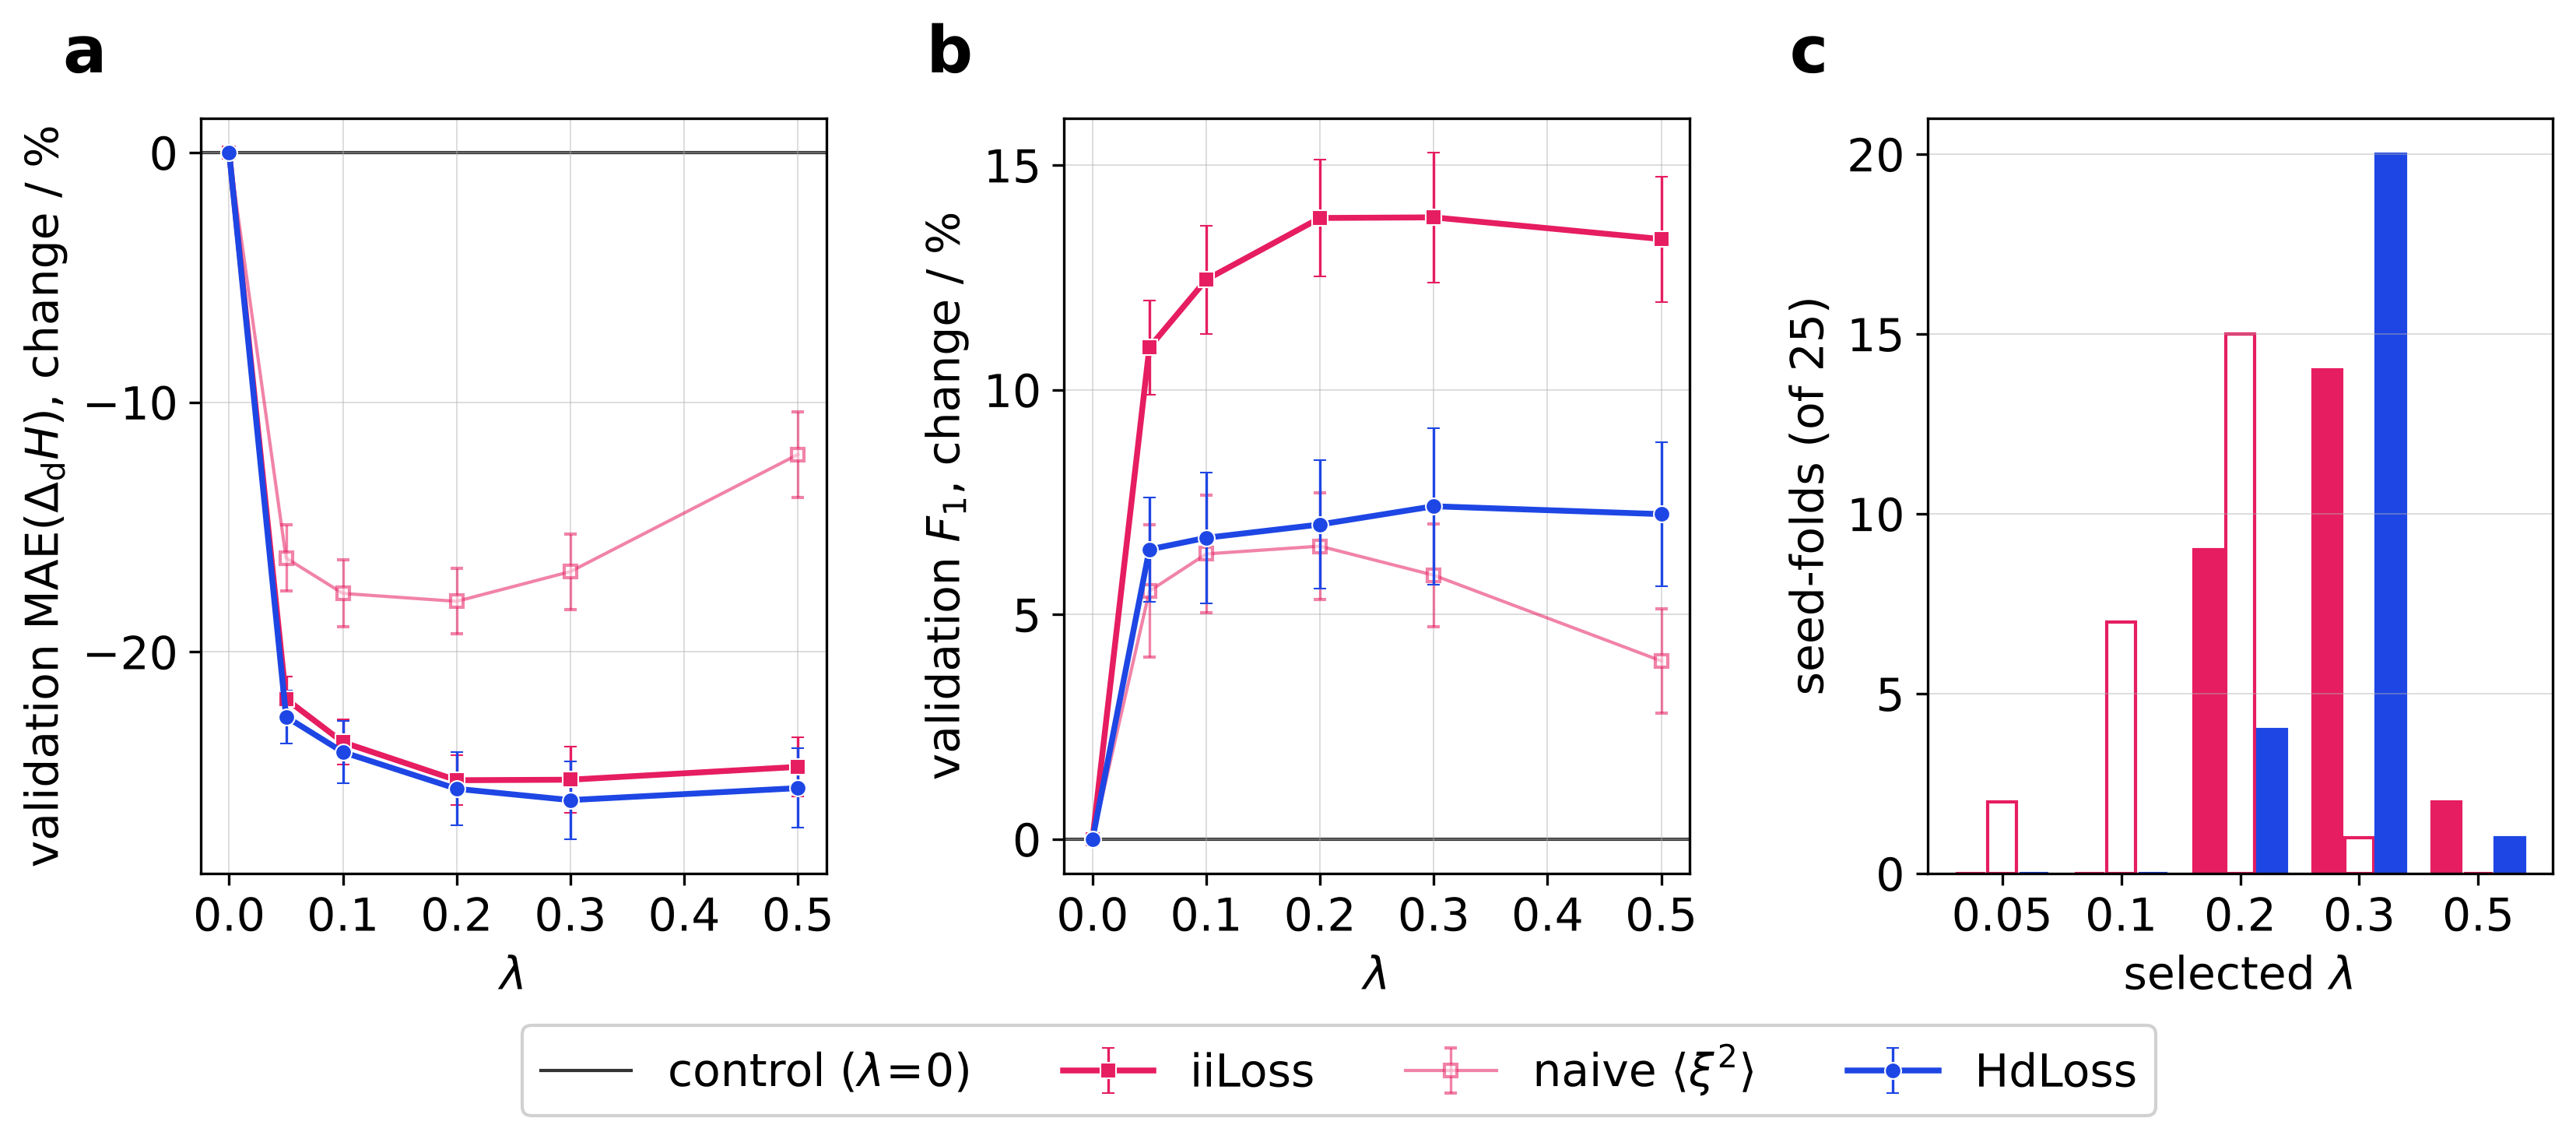 a
validation MAE(Δ_dH), change / %
0
−10
−20
0.0 0.1 0.2 0.3 0.4 0.5
λ
b
validation F₁, change / %
15
10
5
0
0.0 0.1 0.2 0.3 0.4 0.5
λ
c
seed-folds (of 25)
20
15
10
5
0
0.05 0.1 0.2 0.3 0.5
selected λ
control (λ=0) iiLoss naive ⟨ξ²⟩ HdLoss